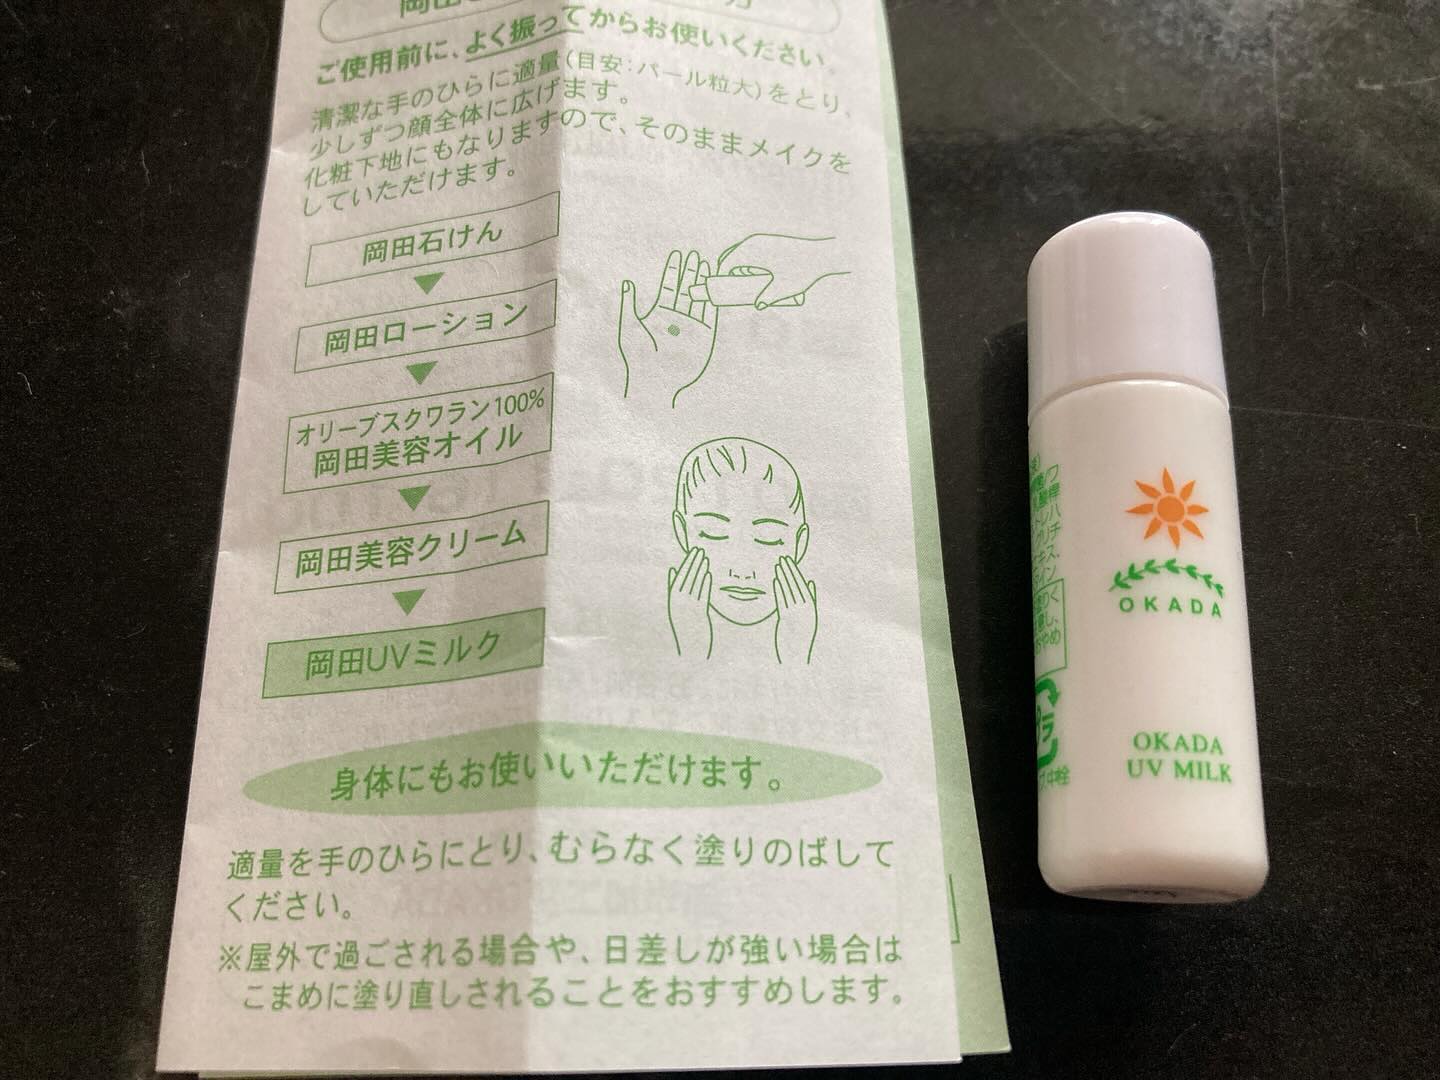 ご使用前に、よく振ってからお使いください。
清潔な手のひらに適量(目安:パール粒大)をとり、
少しずつ顔全体に広げます。
化粧下地にもなりますので、そのままメイクを
していただけます。
岡田石けん
岡田ローション
オリーブスクワラン100%
岡田美容オイル
岡田美容クリーム
岡田UVミルク
身体にもお使いいただけます。
適量を手のひらにとり、むらなく塗りのばして
ください。
※屋外で過ごされる場合や、日差しが強い場合は
こまめに塗り直しされることをおすすめします。
OKADA
OKADA
UV MILK